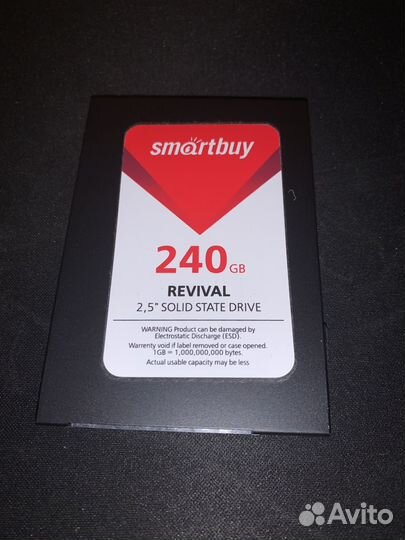 smartbuy
240 GB
REVIVAL
2,5" SOLID STATE DRIVE
WARNING Product can be damaged by
Electrostatic Discharge (ESD).
Warrenty void if label removed or case opened.
1GB = 1,000,000,000 bytes.
Actual usable capacity may be less
Avito